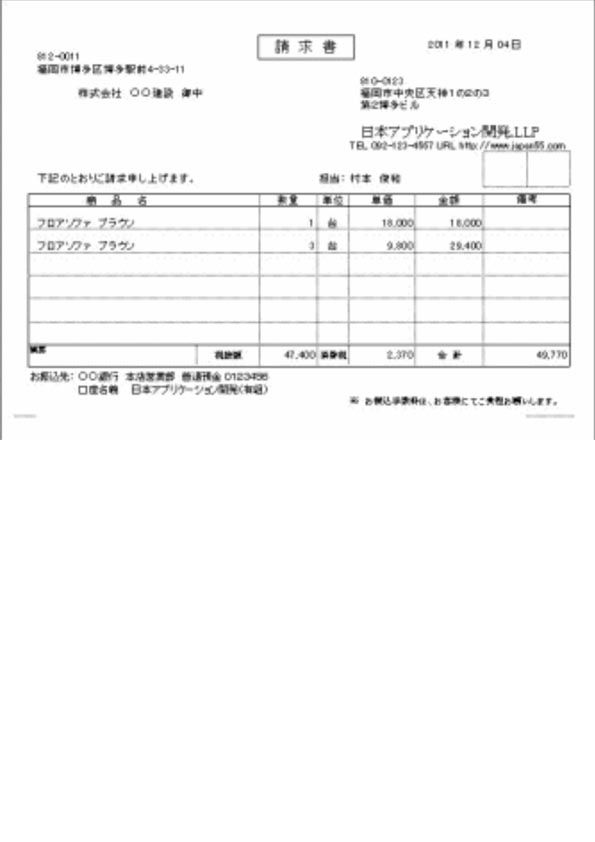 請求書
2011 年 12 月 04日
812-0011
福岡市博多区博多駅前4-33-11
株式会社 〇〇建設 御中
810-0123
福岡市中央区天神1の2の3
第2博多ビル
日本アプリケーション開発LLP
TEL 092-123-4567 URL http://www.japan55.com
下記のとおりご請求申し上げます。 担当: 村本 俊和
商 品 名 数量 単位 単価 金額 備考
フロアソファ ブラウン 1 台 18,000 18,000
フロアソファ ブラウン 3 台 9,800 29,400
摘要 税抜額 47,400 消費税 2,370 合 計 49,770
お振込先: 〇〇銀行 本店営業部 普通預金 0123456
口座名義 日本アプリケーション開発(有組)
※ お振込手数料は、お客様にてご負担お願いします。